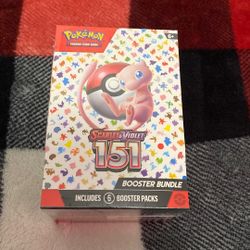 POKÉMON
TRADING CARD GAME
SCARLET & VIOLET
151
BOOSTER BUNDLE
INCLUDES 6 BOOSTER PACKS